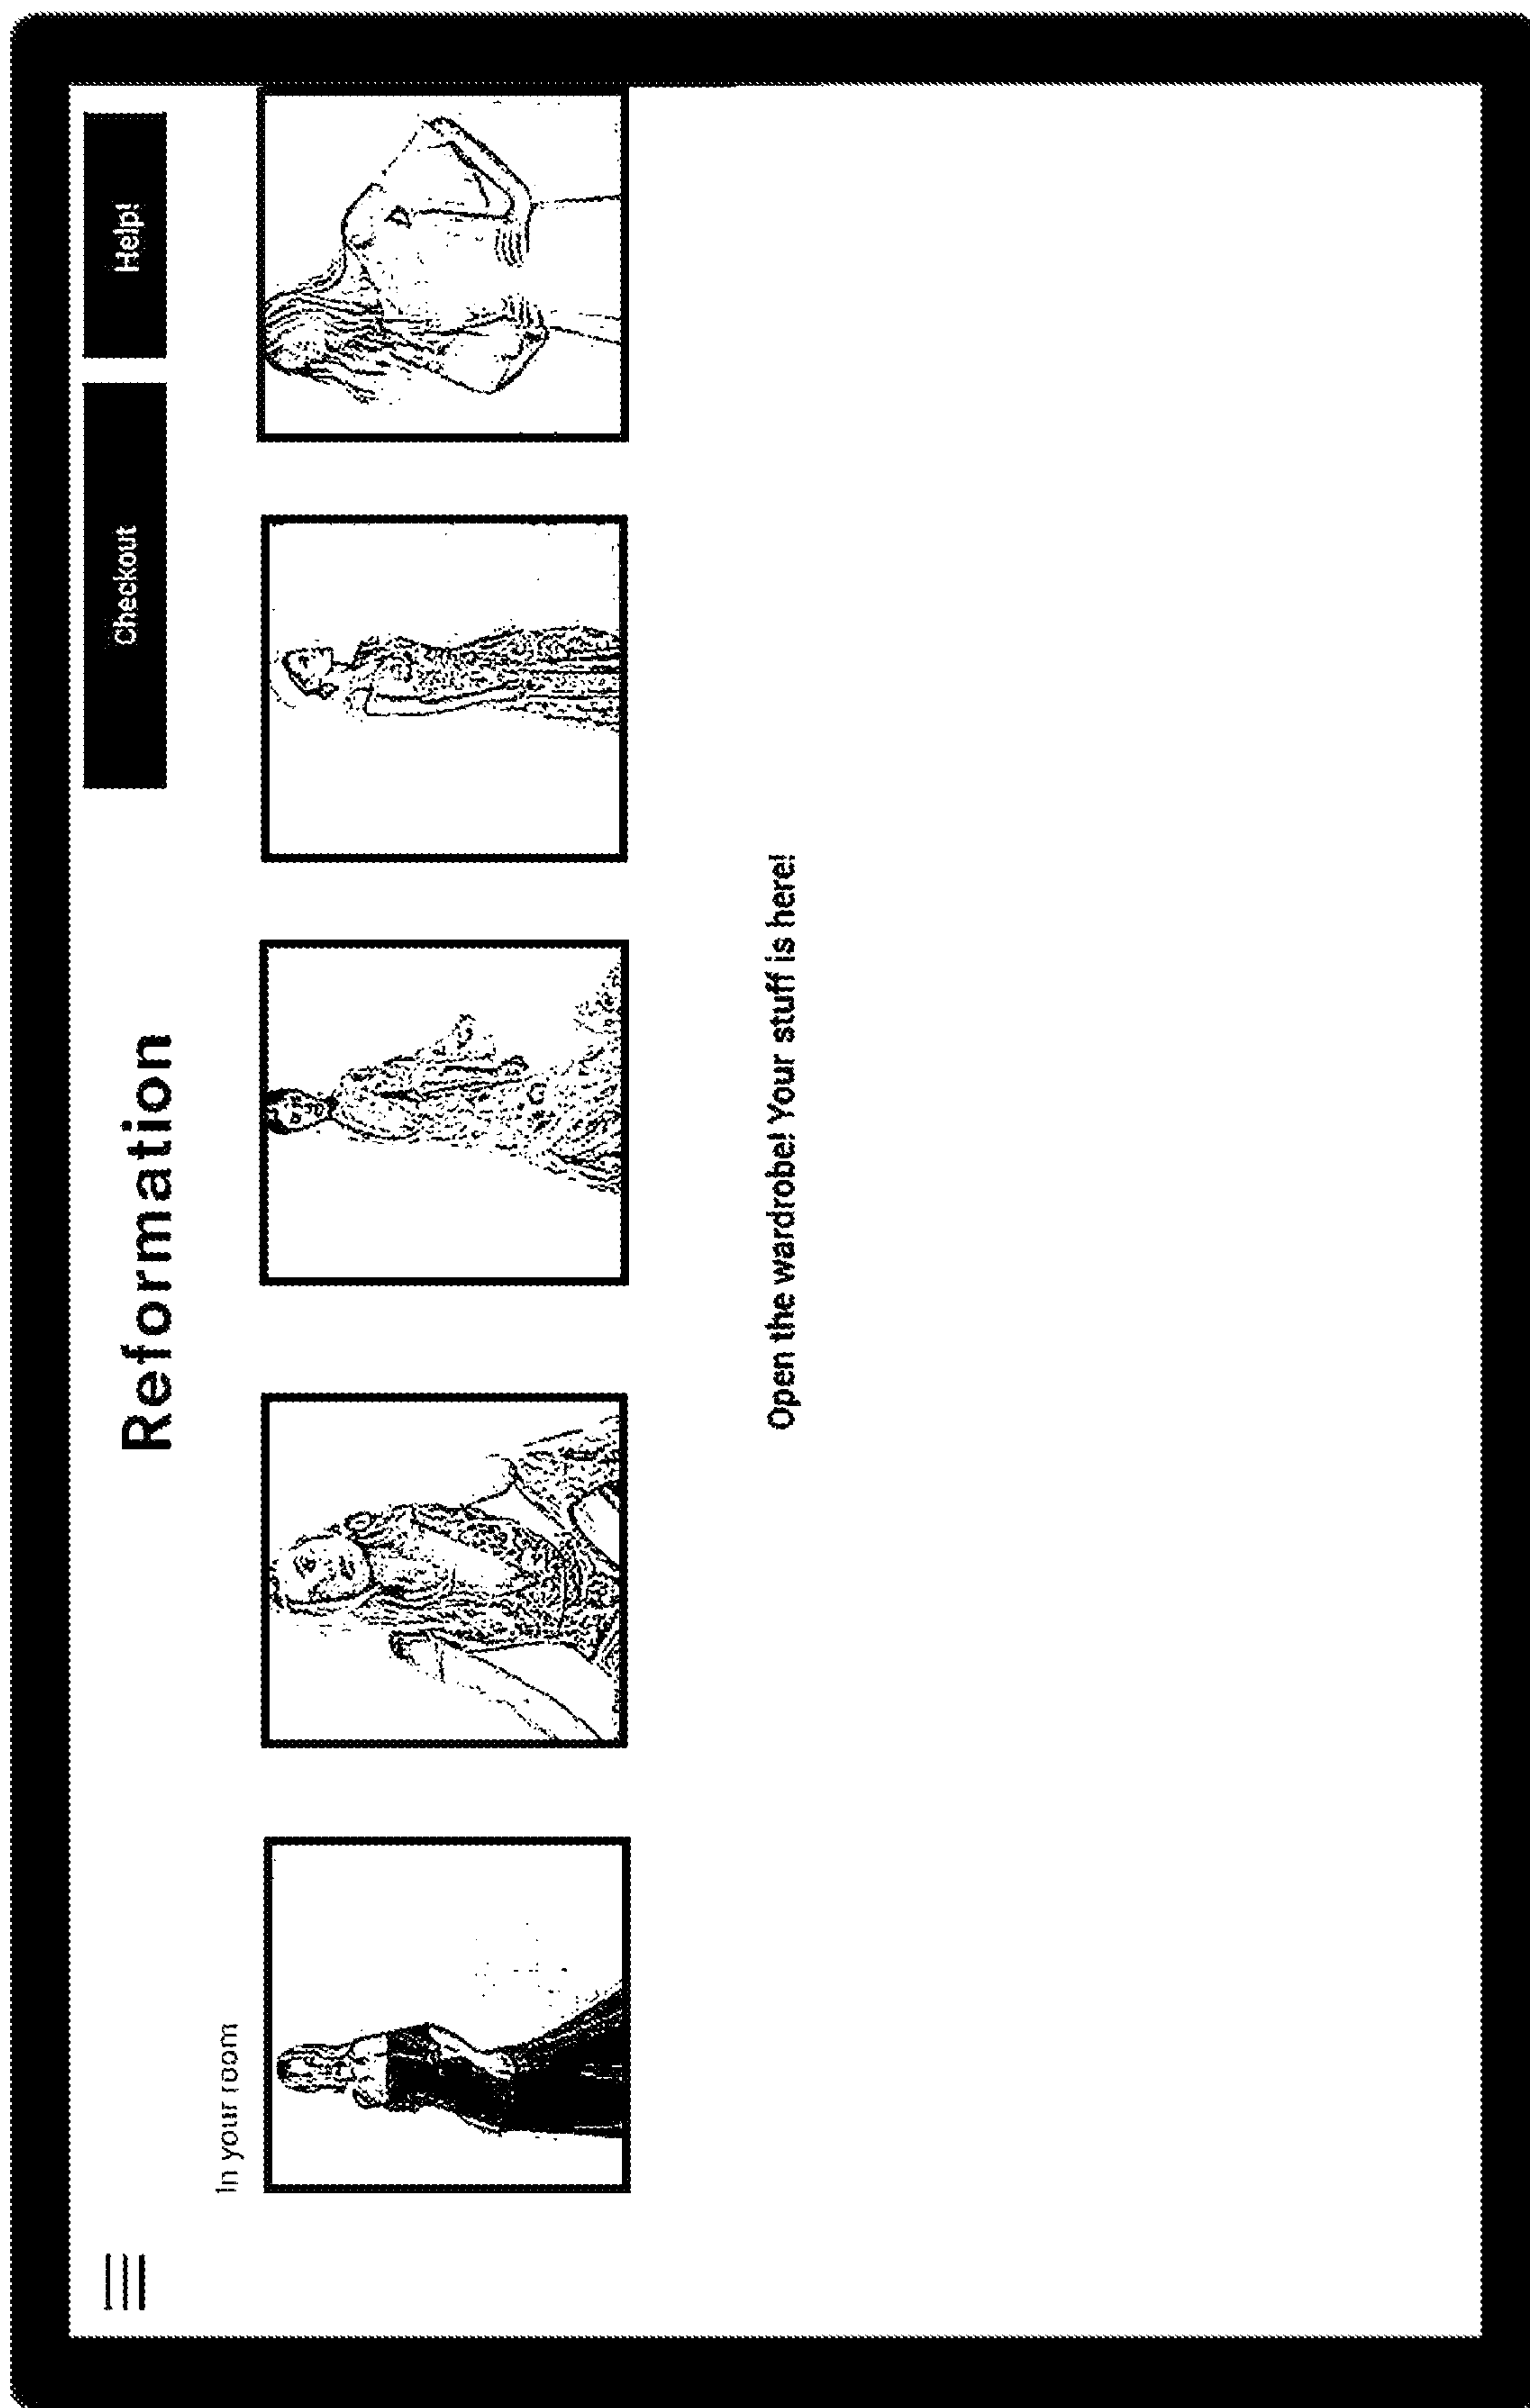 Reformation
Checkout
Help!
In your room
Open the wardrobe! Your stuff is here!